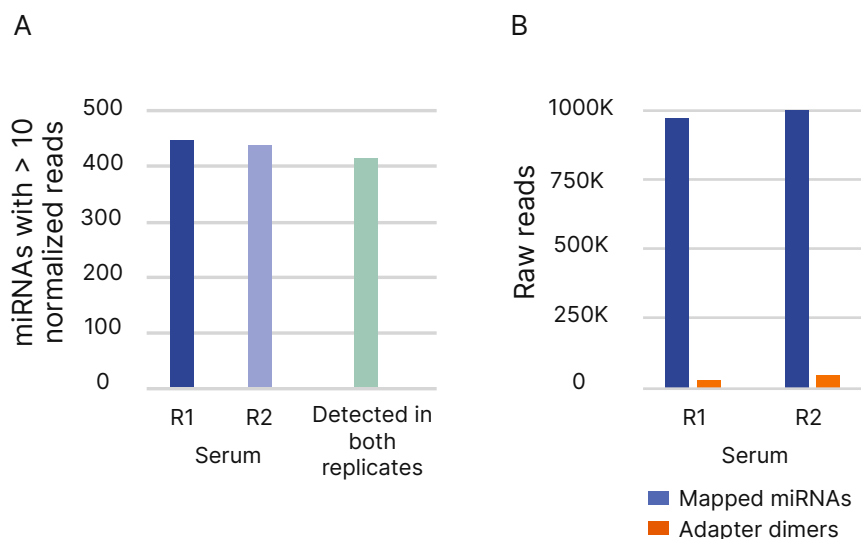 A
miRNAs with > 10
normalized reads
500
400
300
200
100
0
R1
R2
Serum
Detected in
both
replicates
B
Raw reads
1000K
750K
500K
250K
0
R1
R2
Serum
Mapped miRNAs
Adapter dimers